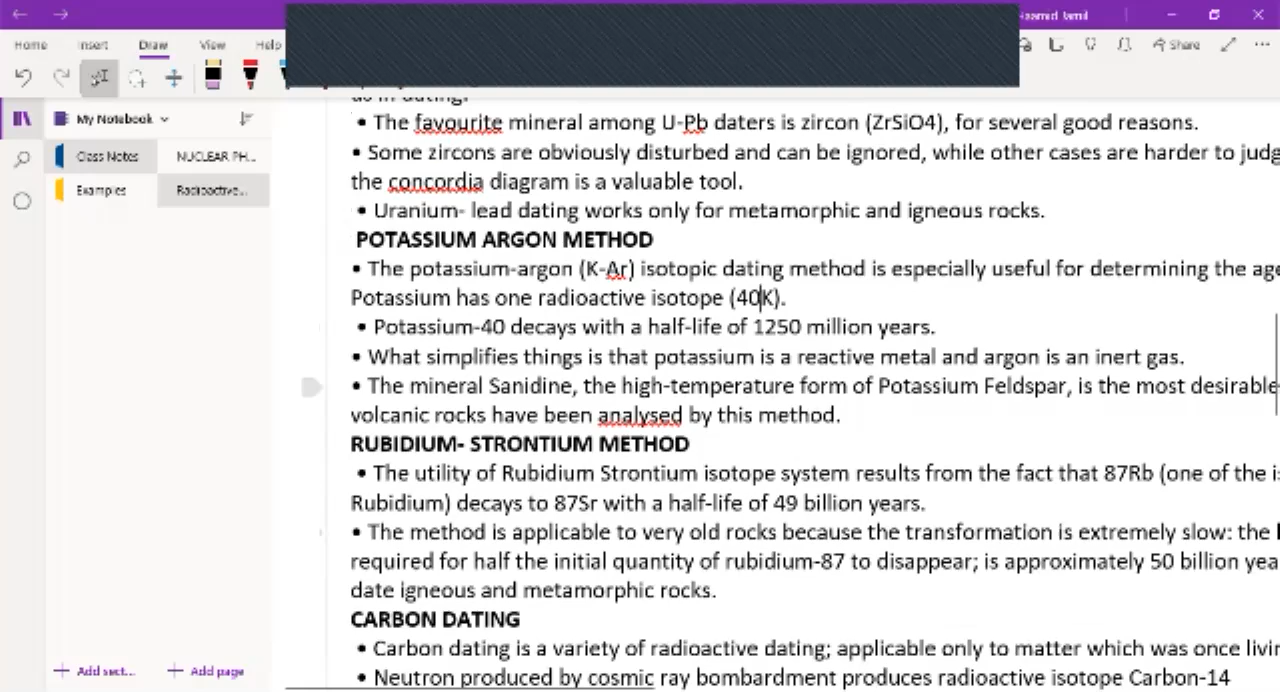 Jamil
Home Insert Draw View Help Share
My Notebook
Class Notes NUCLEAR PH...
Examples Radioactive...
as in dating.
• The favourite mineral among U-Pb daters is zircon (ZrSiO4), for several good reasons.
• Some zircons are obviously disturbed and can be ignored, while other cases are harder to judg
the concordia diagram is a valuable tool.
• Uranium- lead dating works only for metamorphic and igneous rocks.
POTASSIUM ARGON METHOD
• The potassium-argon (K-Ar) isotopic dating method is especially useful for determining the age
Potassium has one radioactive isotope (40K).
• Potassium-40 decays with a half-life of 1250 million years.
• What simplifies things is that potassium is a reactive metal and argon is an inert gas.
• The mineral Sanidine, the high-temperature form of Potassium Feldspar, is the most desirable
volcanic rocks have been analysed by this method.
RUBIDIUM- STRONTIUM METHOD
• The utility of Rubidium Strontium isotope system results from the fact that 87Rb (one of the i
Rubidium) decays to 87Sr with a half-life of 49 billion years.
• The method is applicable to very old rocks because the transformation is extremely slow: the
required for half the initial quantity of rubidium-87 to disappear; is approximately 50 billion yea
date igneous and metamorphic rocks.
CARBON DATING
• Carbon dating is a variety of radioactive dating; applicable only to matter which was once livin
• Neutron produced by cosmic ray bombardment produces radioactive isotope Carbon-14
Add sect... Add page